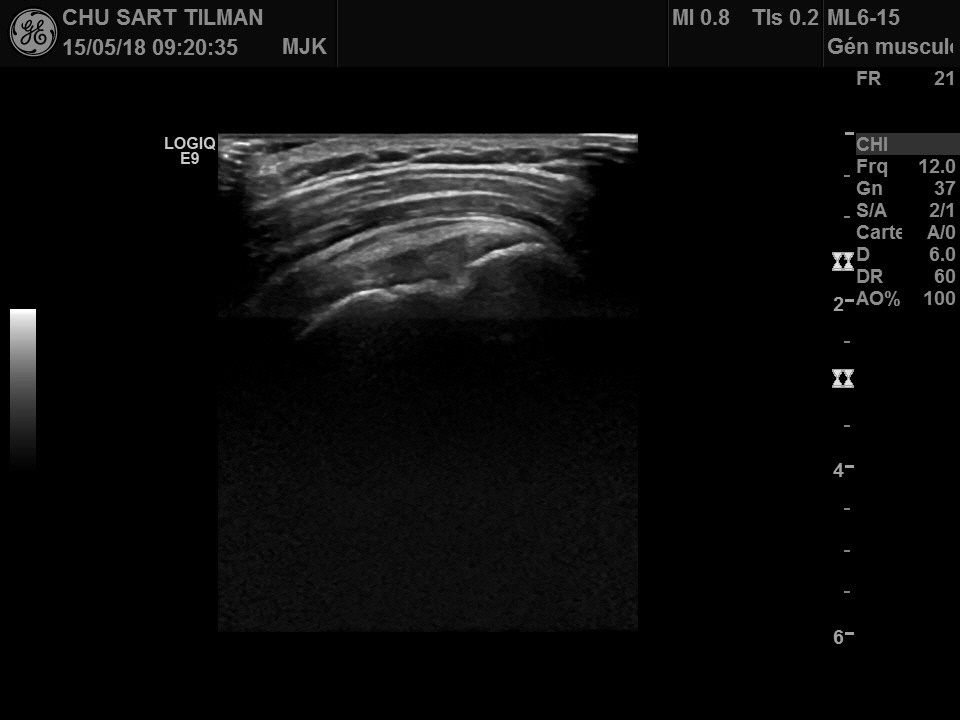 CHU SART TILMAN
15/05/18 09:20:35 MJK
MI 0.8 TIs 0.2
ML6-15
Gén muscul
LOGIQ
E9
FR 21
CHI
Frq 12.0
Gn 37
S/A 2/1
Carte A/0
D 6.0
DR 60
AO% 100
2
4
6